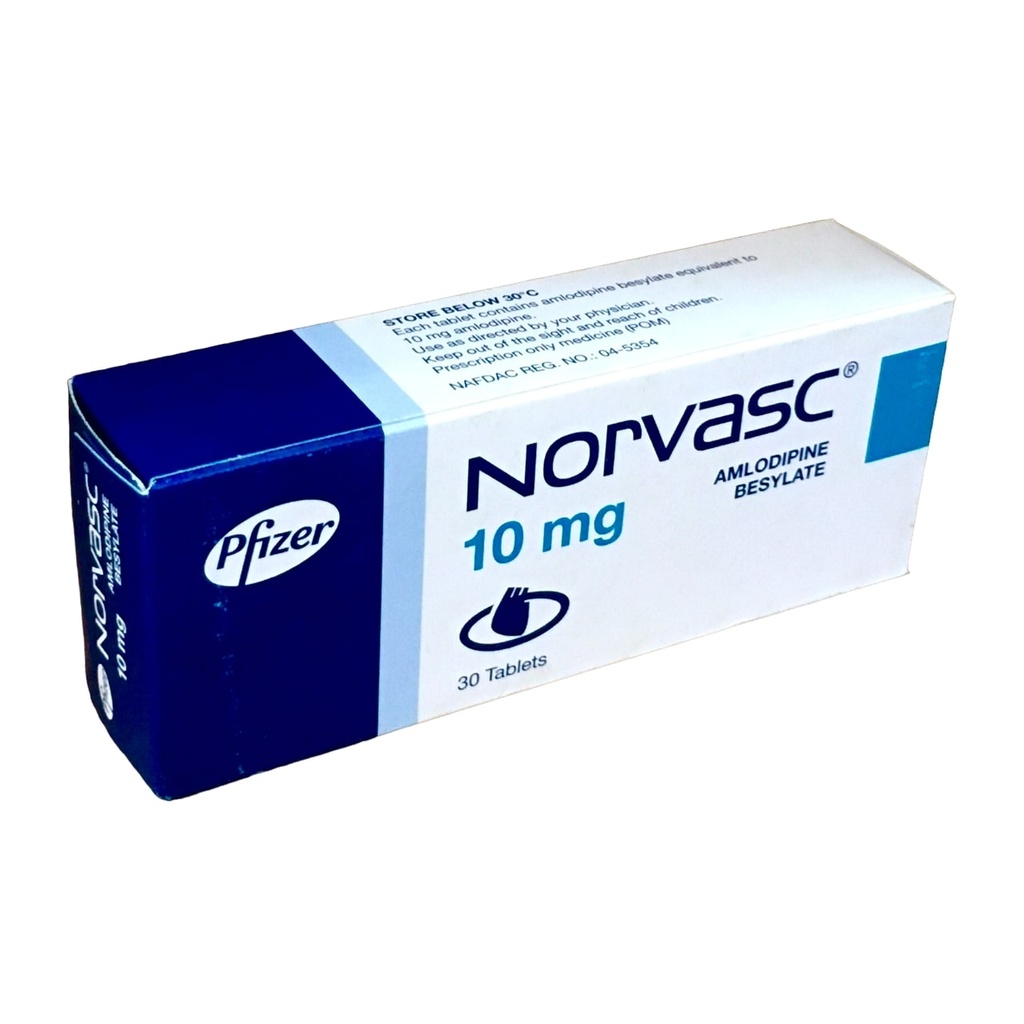 STORE BELOW 30°C
Each tablet contains amlodipine besylate equivalent to
10 mg amlodipine.
Use as directed by your physician.
Keep out of the sight and reach of children.
Prescription only medicine (POM)
NAFDAC REG. NO.: 04-5354
Pfizer
NORVASC®
AMLODIPINE
BESYLATE
10 mg
30 Tablets
NORVASC®
AMLODIPINE
BESYLATE
10 mg
Pfizer